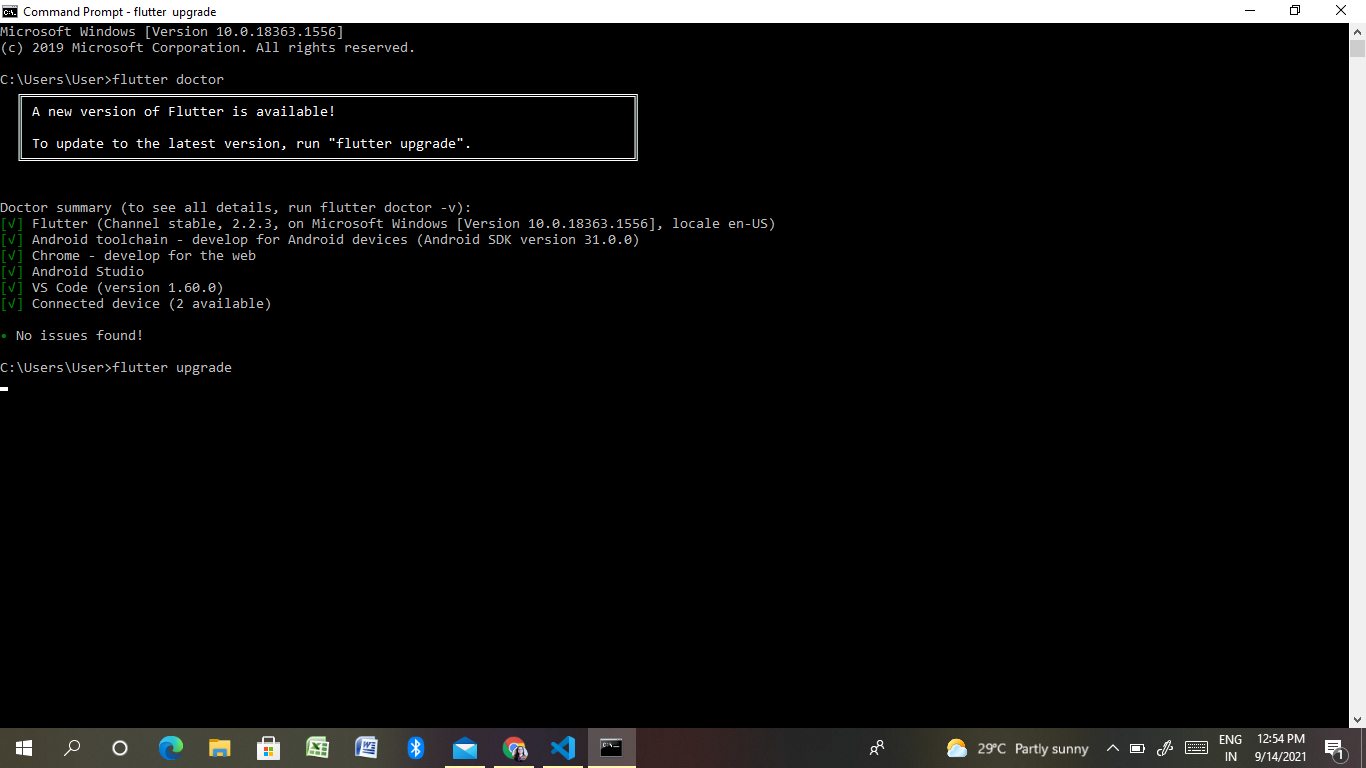 Command Prompt - flutter  upgrade
Microsoft Windows [Version 10.0.18363.1556]
(c) 2019 Microsoft Corporation. All rights reserved.
C:\Users\User>flutter doctor
A new version of Flutter is available!
To update to the latest version, run "flutter upgrade".
Doctor summary (to see all details, run flutter doctor -v):
[√] Flutter (Channel stable, 2.2.3, on Microsoft Windows [Version 10.0.18363.1556], locale en-US)
[√] Android toolchain - develop for Android devices (Android SDK version 31.0.0)
[√] Chrome - develop for the web
[√] Android Studio
[√] VS Code (version 1.60.0)
[√] Connected device (2 available)
• No issues found!
C:\Users\User>flutter upgrade
29°C Partly sunny
ENG
IN
12:54 PM
9/14/2021
1